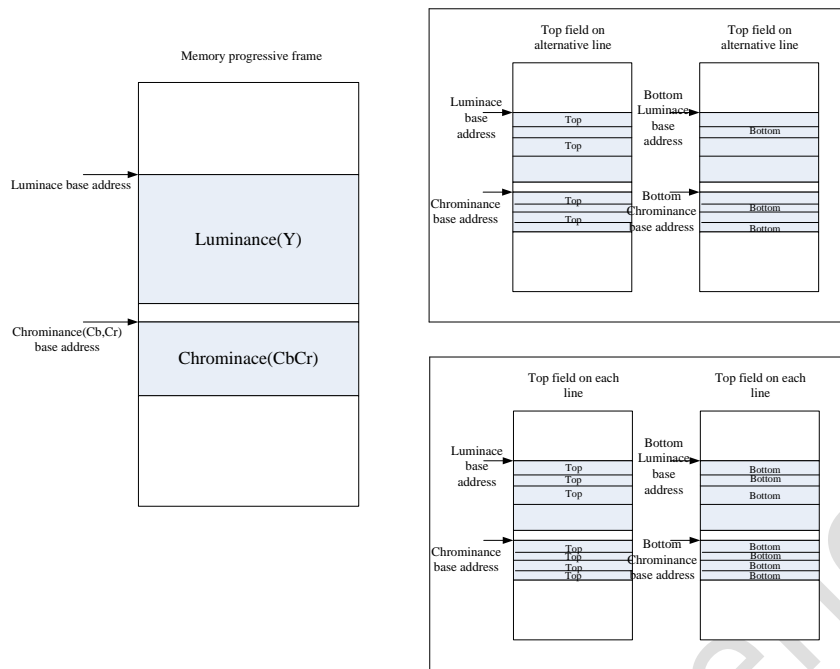 Memory progressive frame
Luminace base address
Luminance(Y)
Chrominance(Cb,Cr)
base address
Chrominace(CbCr)
Top field on
alternative line
Luminace
base
address
Top
Top
Chrominance
base address
Top
Top
Top field on
alternative line
Bottom
Luminace
base
address
Bottom
Bottom
Chrominance
base address
Bottom
Bottom
Top field on each
line
Luminace
base
address
Top
Top
Top
Chrominance
base address
Top
Top
Top
Top
Top field on each
line
Bottom
Luminace
base
address
Bottom
Bottom
Bottom
Bottom
Chrominance
base address
Bottom
Bottom
Bottom
Bottom